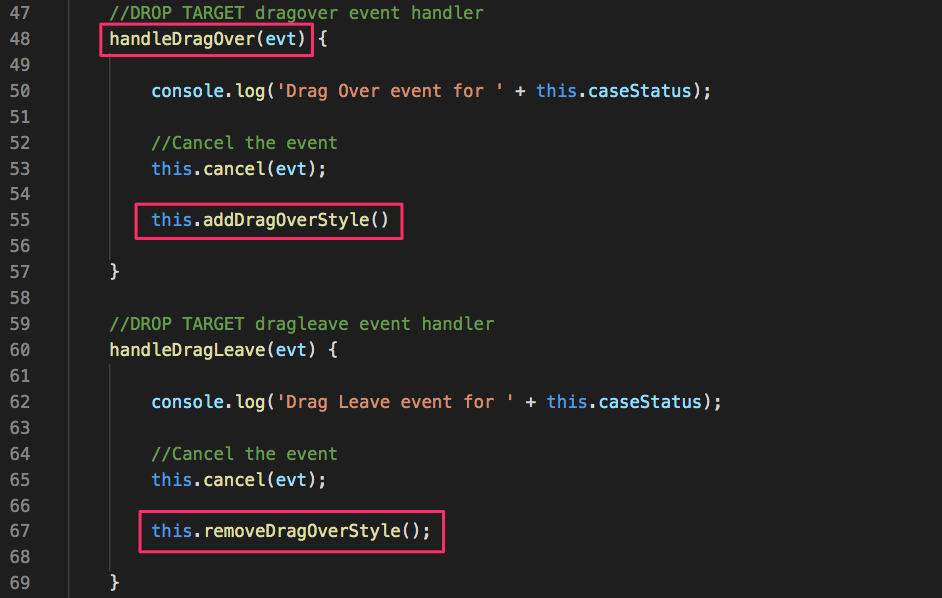 47 //DROP TARGET dragover event handler
48 handleDragOver(evt) {
49
50 console.log('Drag Over event for ' + this.caseStatus);
51
52 //Cancel the event
53 this.cancel(evt);
54
55 this.addDragOverStyle()
56
57 }
58
59 //DROP TARGET dragleave event handler
60 handleDragLeave(evt) {
61
62 console.log('Drag Leave event for ' + this.caseStatus);
63
64 //Cancel the event
65 this.cancel(evt);
66
67 this.removeDragOverStyle();
68
69 }